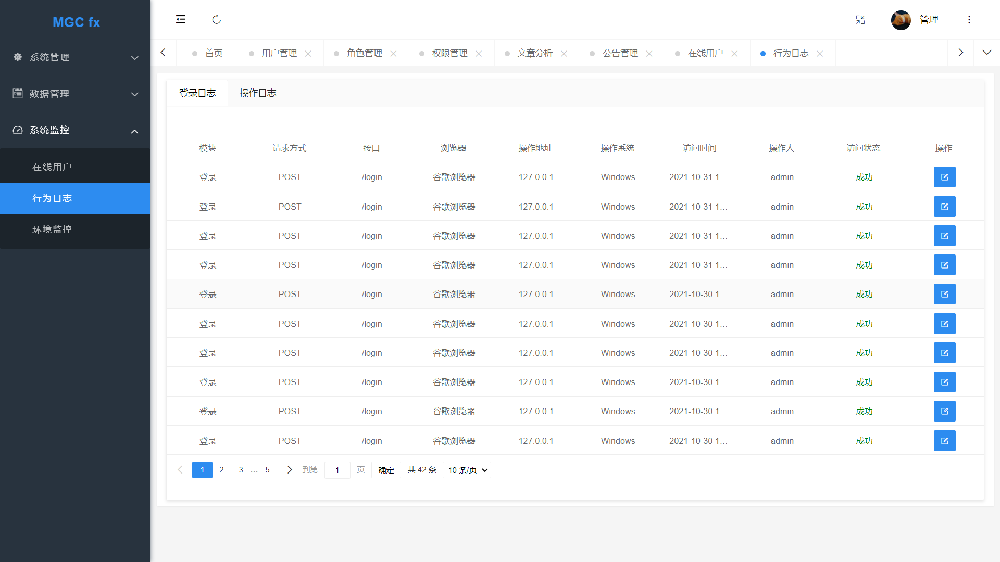 MGC fx
管理
系统管理
数据管理
系统监控
在线用户
行为日志
环境监控
首页 用户管理 角色管理 权限管理 文章分析 公告管理 在线用户 行为日志
登录日志 操作日志
模块 请求方式 接口 浏览器 操作地址 操作系统 访问时间 操作人 访问状态 操作
登录 POST /login 谷歌浏览器 127.0.0.1 Windows 2021-10-31 1... admin 成功
登录 POST /login 谷歌浏览器 127.0.0.1 Windows 2021-10-31 1... admin 成功
登录 POST /login 谷歌浏览器 127.0.0.1 Windows 2021-10-31 1... admin 成功
登录 POST /login 谷歌浏览器 127.0.0.1 Windows 2021-10-31 1... admin 成功
登录 POST /login 谷歌浏览器 127.0.0.1 Windows 2021-10-30 1... admin 成功
登录 POST /login 谷歌浏览器 127.0.0.1 Windows 2021-10-30 1... admin 成功
登录 POST /login 谷歌浏览器 127.0.0.1 Windows 2021-10-30 1... admin 成功
登录 POST /login 谷歌浏览器 127.0.0.1 Windows 2021-10-30 1... admin 成功
登录 POST /login 谷歌浏览器 127.0.0.1 Windows 2021-10-30 1... admin 成功
登录 POST /login 谷歌浏览器 127.0.0.1 Windows 2021-10-30 1... admin 成功
1 2 3 … 5 到第 1 页 确定 共 42 条 10 条/页